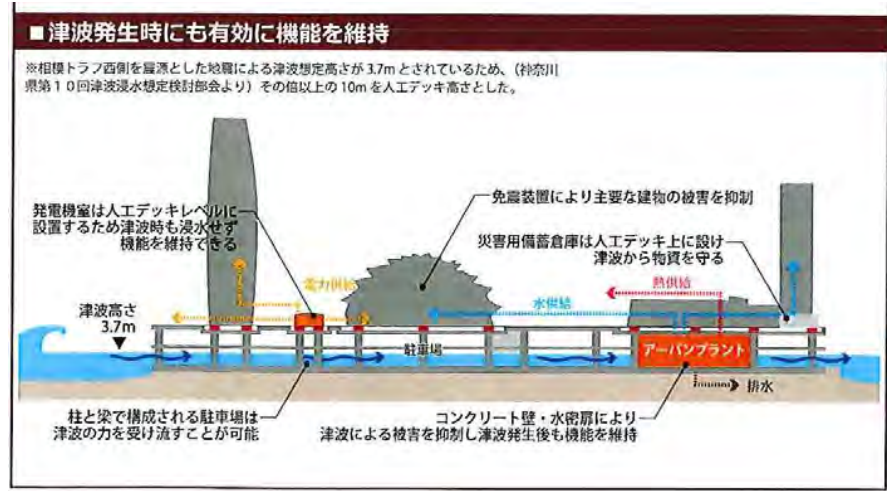 ■津波発生時にも有効に機能を維持
※相模トラフ西側を震源とした地震による津波想定高さが3.7mとされているため、(神奈川
県第10回津波浸水想定検討部会より)その倍以上の10mを人工デッキ高さとした。
免震装置により主要な建物の被害を抑制
発電機室は人工デッキレベルに
設置するため津波時も浸水せず
機能を維持できる
災害用備蓄倉庫は人工デッキ上に設け
津波から物資を守る
電力供給
熱供給
水供給
津波高さ
3.7m
駐車場
アーバンプラント
排水
柱と梁で構成される駐車場は
津波の力を受け流すことが可能
コンクリート壁・水密扉により
津波による被害を抑制し津波発生後も機能を維持